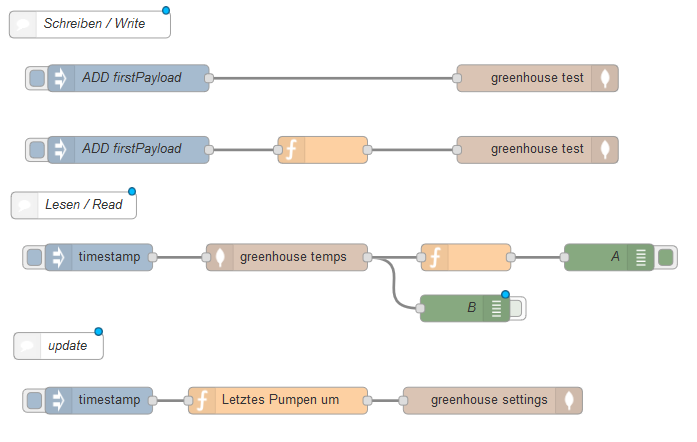 Schreiben / Write
ADD firstPayload
greenhouse test
ADD firstPayload
greenhouse test
Lesen / Read
timestamp
greenhouse temps
A
B
update
timestamp
Letztes Pumpen um
greenhouse settings